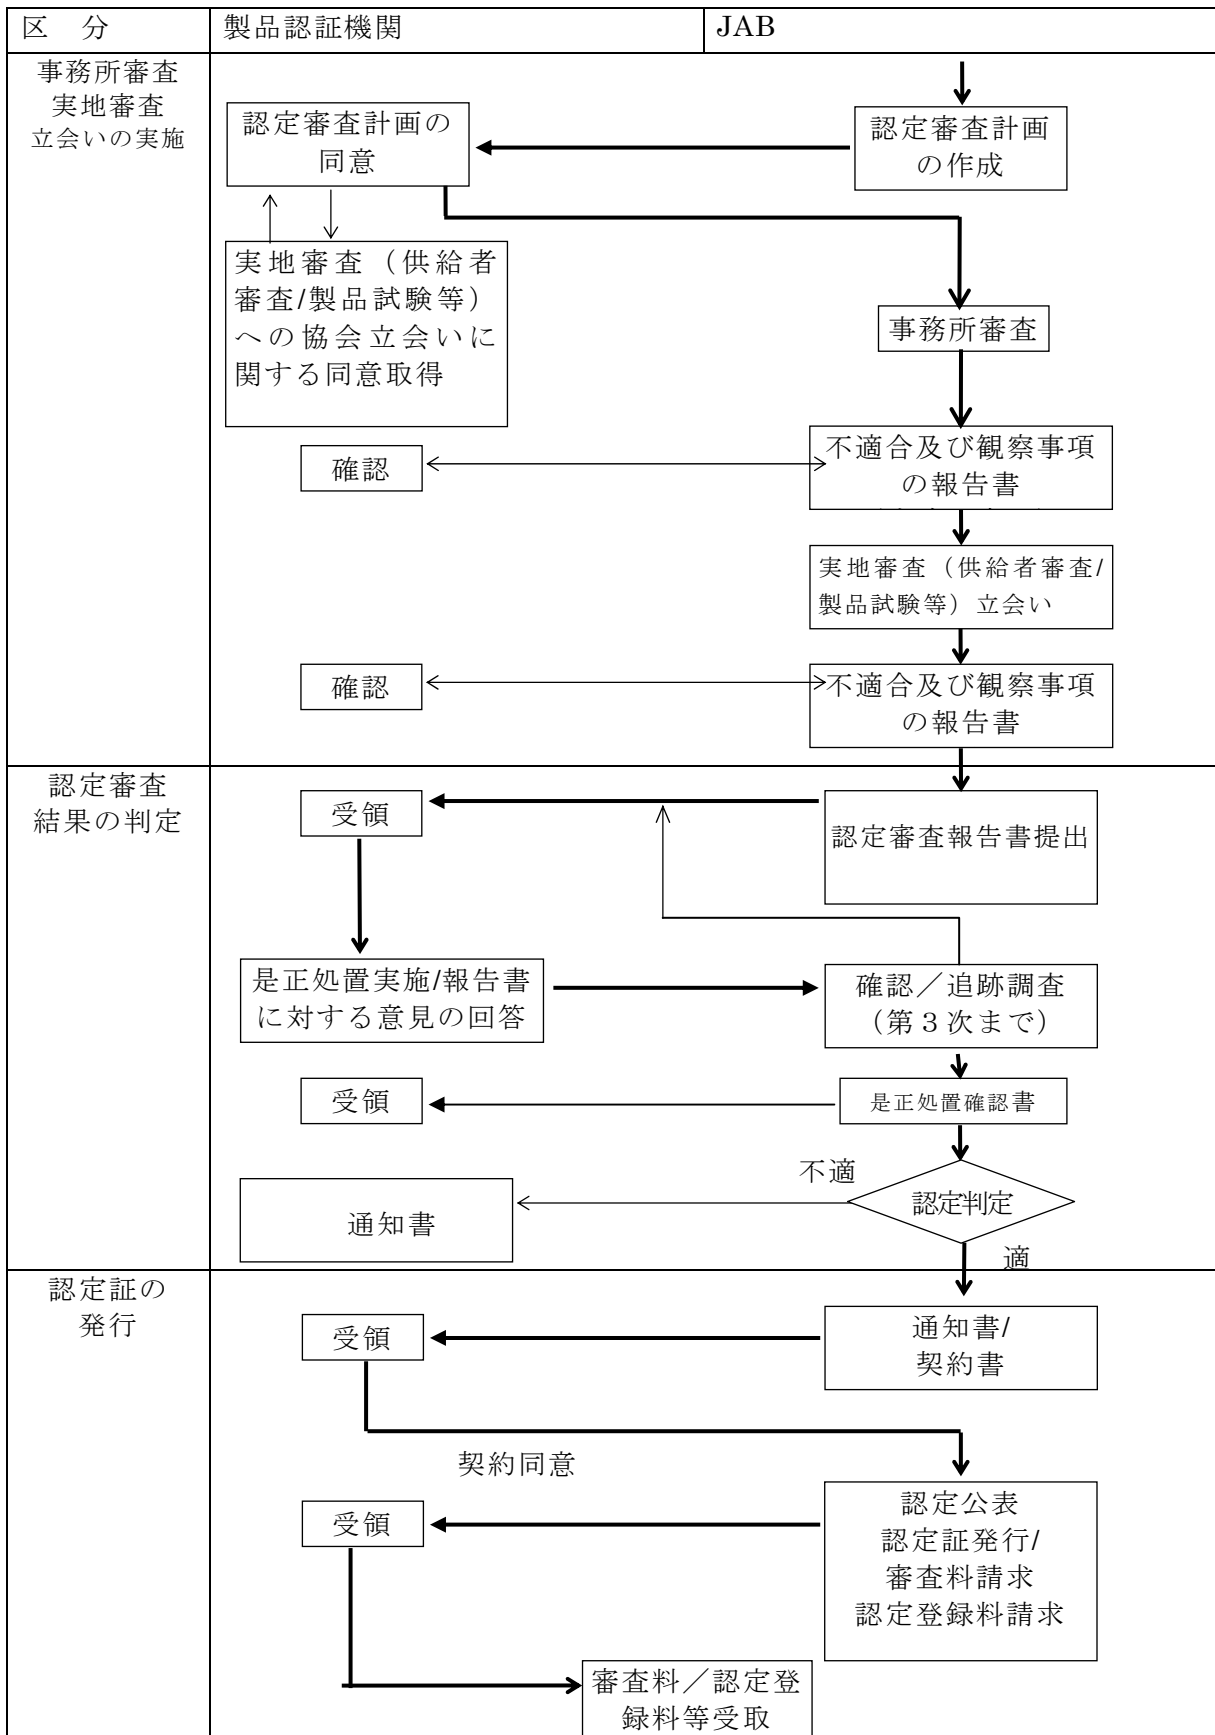 区　分
製品認証機関
JAB
事務所審査
実地審査
立会いの実施
認定審査計画の
同意
認定審査計画
の作成
実地審査（供給者
審査/製品試験等）
への協会立会いに
関する同意取得
事務所審査
確認
不適合及び観察事項
の報告書
実地審査（供給者審査/
製品試験等）立会い
確認
不適合及び観察事項
の報告書
認定審査
結果の判定
受領
認定審査報告書提出
是正処置実施/報告書
に対する意見の回答
確認／追跡調査
（第３次まで）
受領
是正処置確認書
不適
認定判定
通知書
適
認定証の
発行
受領
通知書/
契約書
契約同意
受領
認定公表
認定証発行/
審査料請求
認定登録料請求
審査料／認定登
録料等受取